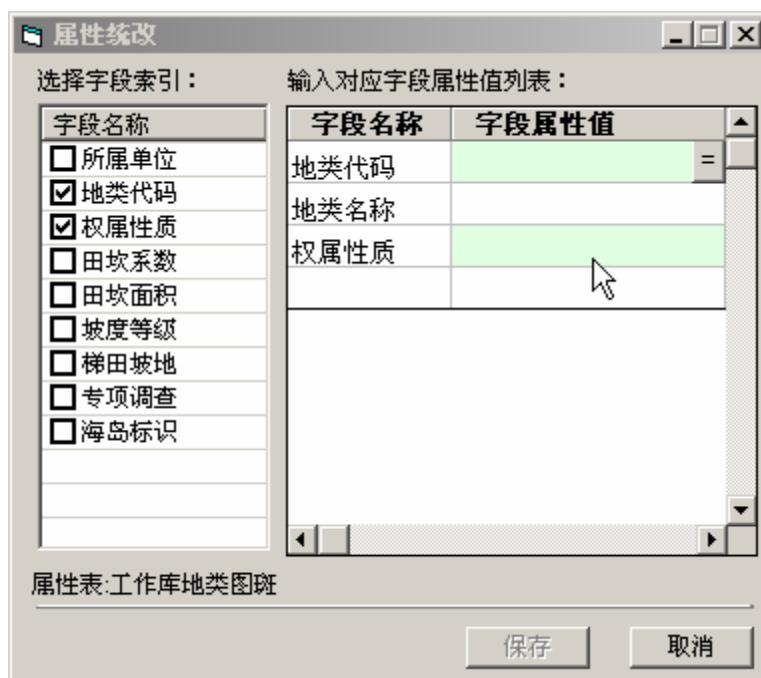 属性统改
选择字段索引：
字段名称
所属单位
地类代码
权属性质
田坎系数
田坎面积
坡度等级
梯田坡地
专项调查
海岛标识
输入对应字段属性值列表：
字段名称 字段属性值
地类代码 =
地类名称
权属性质
属性表:工作库地类图斑
保存 取消